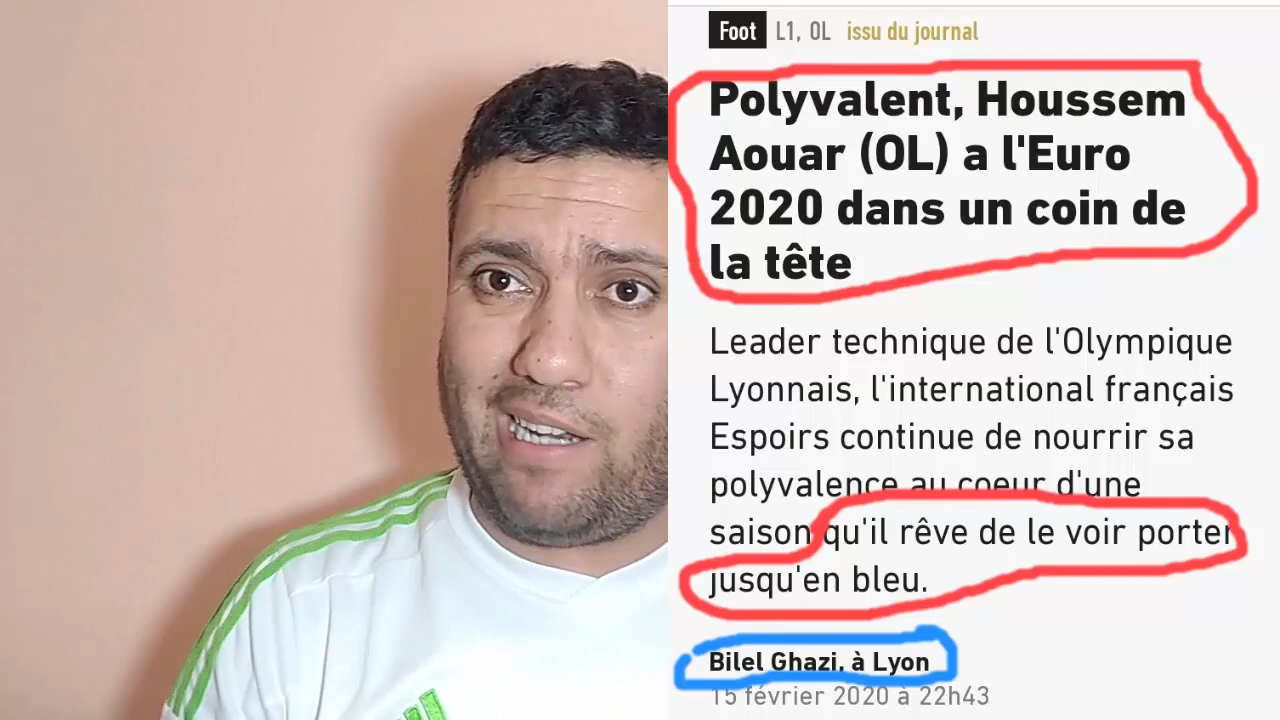 Foot L1, OL issu du journal
Polyvalent, Houssem
Aouar (OL) a l'Euro
2020 dans un coin de
la tête
Leader technique de l'Olympique
Lyonnais, l'international français
Espoirs continue de nourrir sa
polyvalence au coeur d'une
saison qu'il rêve de le voir porter
jusqu'en bleu.
Bilel Ghazi, à Lyon
15 février 2020 à 22h43